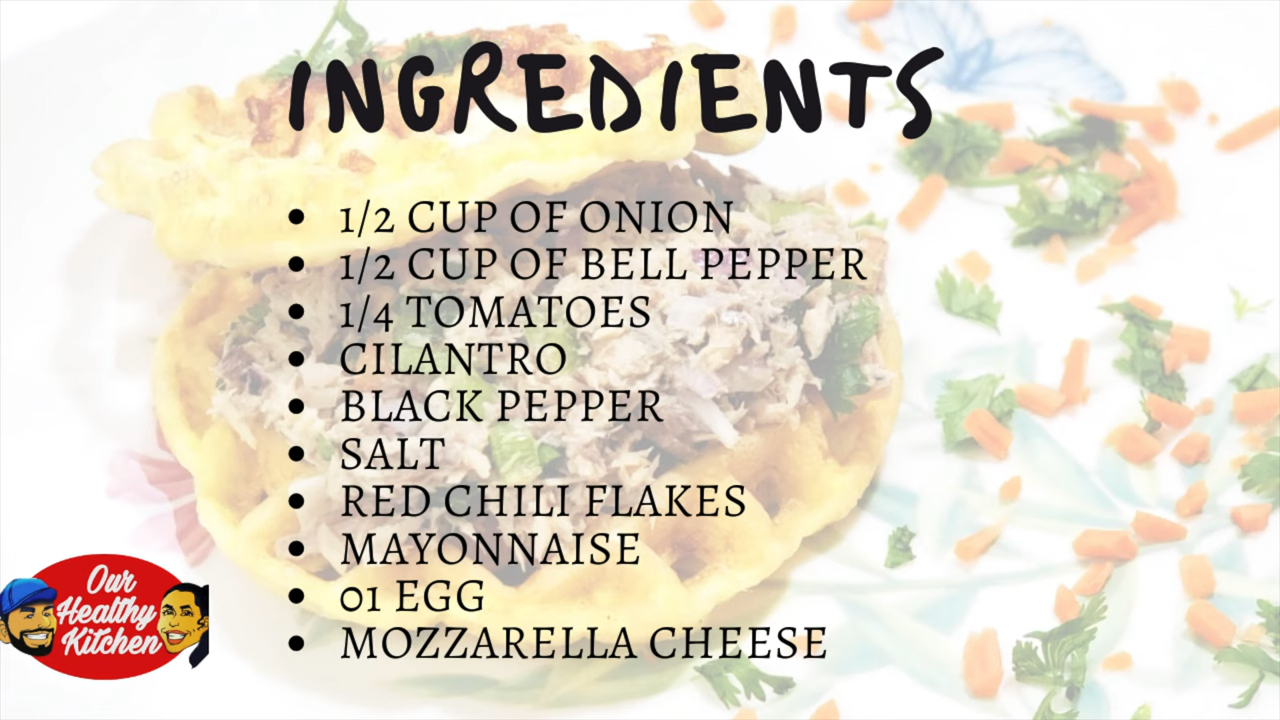 INGREDIENTS
• 1/2 CUP OF ONION
• 1/2 CUP OF BELL PEPPER
• 1/4 TOMATOES
• CILANTRO
• BLACK PEPPER
• SALT
• RED CHILI FLAKES
• MAYONNAISE
• 01 EGG
• MOZZARELLA CHEESE
Our
Healthy
Kitchen